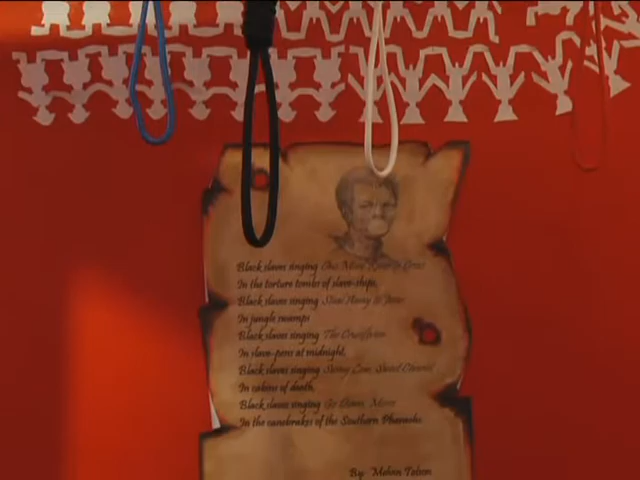 Black slaves singing One More River to Cross
In the torture tombs of slave-ships,
Black slaves singing Steal Away to Jesus
In jungle swamps
Black slaves singing The Crucifixion
In slave-pens at midnight,
Black slaves singing Swing Low, Sweet Chariot
In cabins of death,
Black slaves singing Go Down, Moses
In the canebrakes of the Southern Pharaohs.
By: Melvin Tolson